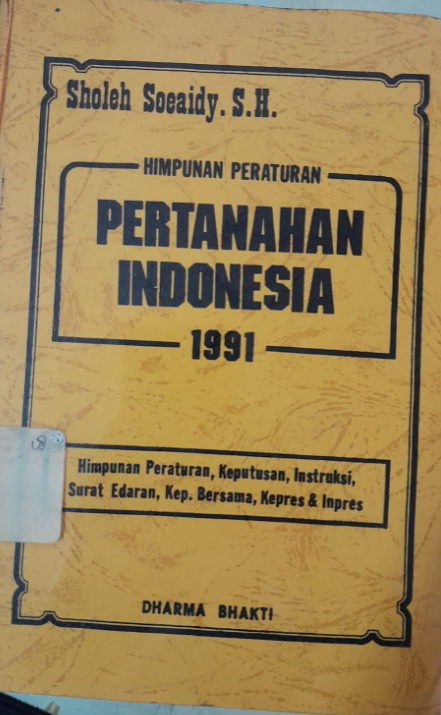 Sholeh Soeaidy. S.H.
HIMPUNAN PERATURAN
PERTANAHAN
INDONESIA
1991
Himpunan Peraturan, Keputusan, Instruksi,
Surat Edaran, Kep. Bersama, Kepres & Inpres
DHARMA BHAKTI